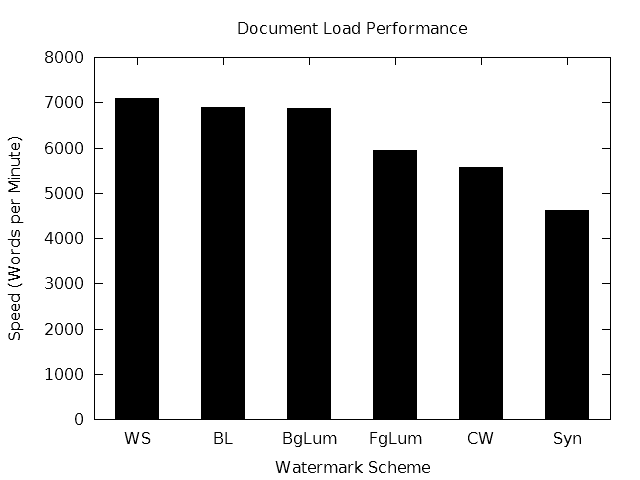 Document Load Performance
8000
7000
6000
5000
4000
3000
2000
1000
0
Speed (Words per Minute)
WS BL BgLum FgLum CW Syn
Watermark Scheme